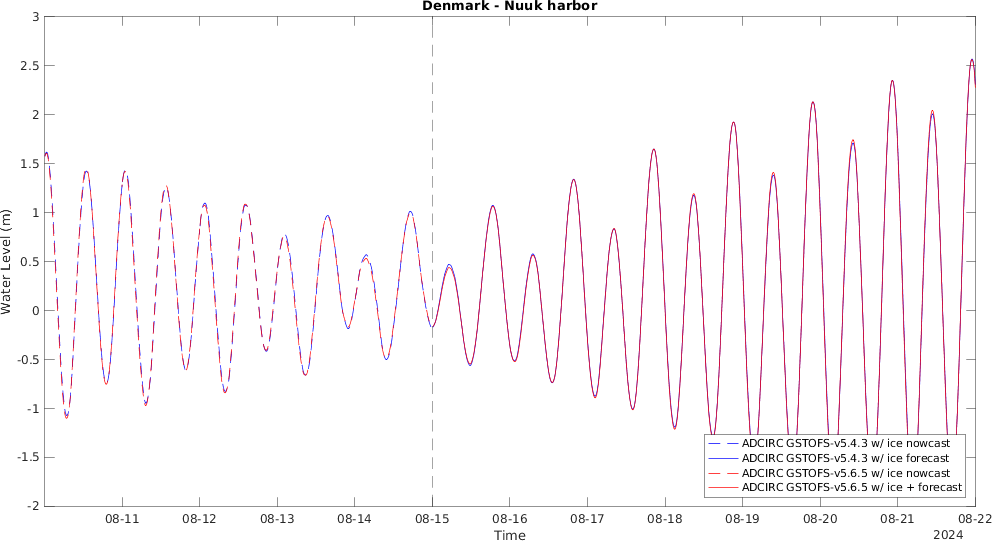 Denmark - Nuuk harbor
3
2.5
2
1.5
1
0.5
0
-0.5
-1
-1.5
-2
Water Level (m)
08-11 08-12 08-13 08-14 08-15 08-16 08-17 08-18 08-19 08-20 08-21 08-22
Time
2024
ADCIRC GSTOFS-v5.4.3 w/ ice nowcast
ADCIRC GSTOFS-v5.4.3 w/ ice forecast
ADCIRC GSTOFS-v5.6.5 w/ ice nowcast
ADCIRC GSTOFS-v5.6.5 w/ ice + forecast